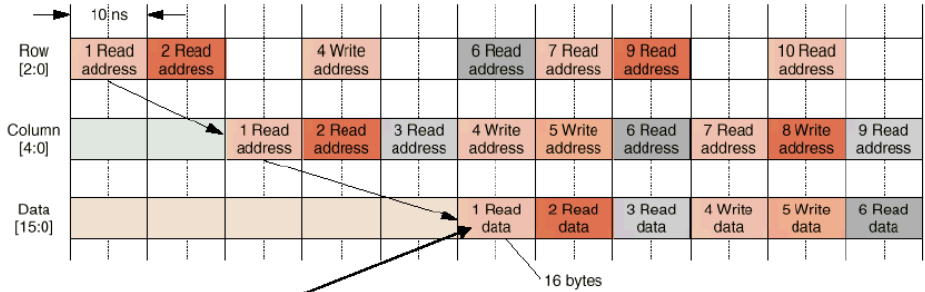 10 ns
Row
[2:0]
1 Read
address
2 Read
address
4 Write
address
6 Read
address
7 Read
address
9 Read
address
10 Read
address
Column
[4:0]
1 Read
address
2 Read
address
3 Read
address
4 Write
address
5 Write
address
6 Read
address
7 Read
address
8 Write
address
9 Read
address
Data
[15:0]
1 Read
data
2 Read
data
3 Read
data
4 Write
data
5 Write
data
6 Read
data
16 bytes